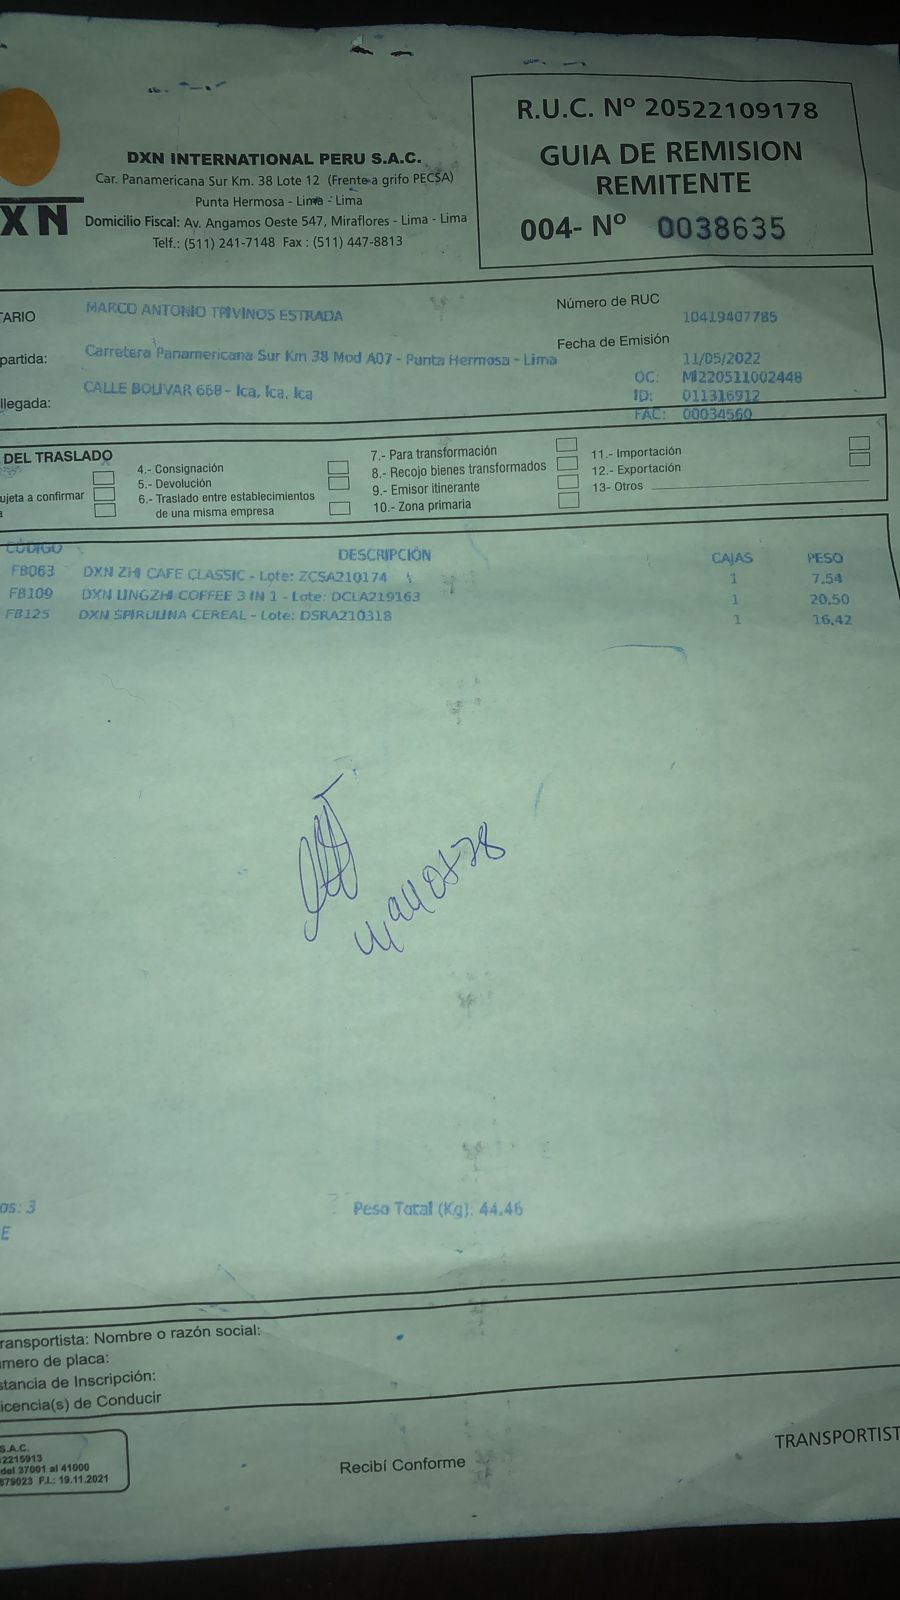 R.U.C. Nº 20522109178
GUIA DE REMISION
REMITENTE
004- Nº 0038635
XN
DXN INTERNATIONAL PERU S.A.C.
Car. Panamericana Sur Km. 38 Lote 12 (Frente a grifo PECSA)
Punta Hermosa - Lima - Lima
Domicilio Fiscal: Av. Angamos Oeste 547, Miraflores - Lima - Lima
Telf.: (511) 241-7148 Fax : (511) 447-8813
TARIO MARCO ANTONIO TRIVINOS ESTRADA
Número de RUC 10419407785
partida: Carretera Panamericana Sur Km 38 Mod A07 - Punta Hermosa - Lima
Fecha de Emisión 11/05/2022
llegada: CALLE BOLIVAR 668 - Ica, Ica, Ica
OC: MI220511002448
ID: 011316912
FAC: 00034560
DEL TRASLADO
ujeta a confirmar
a
4.- Consignación
5.- Devolución
6.- Traslado entre establecimientos
de una misma empresa
7.- Para transformación
8.- Recojo bienes transformados
9.- Emisor itinerante
10.- Zona primaria
11.- Importación
12.- Exportación
13- Otros
CÓDIGO DESCRIPCIÓN CAJAS PESO
FB063 DXN ZHI CAFE CLASSIC - Lote: ZCSA210174 1 7.54
FB109 DXN LINGZHI COFFEE 3 IN 1 - Lote: DCLA219163 1 20.50
FB125 DXN SPIRULINA CEREAL - Lote: DSRA210318 1 16.42
os: 3 Peso Total (Kg): 44.46
E
ransportista: Nombre o razón social:
úmero de placa:
stancia de Inscripción:
icencia(s) de Conducir
S.A.C.
2215913
del 37001 al 41000
879023 F.I.: 19.11.2021
Recibí Conforme
TRANSPORTIST